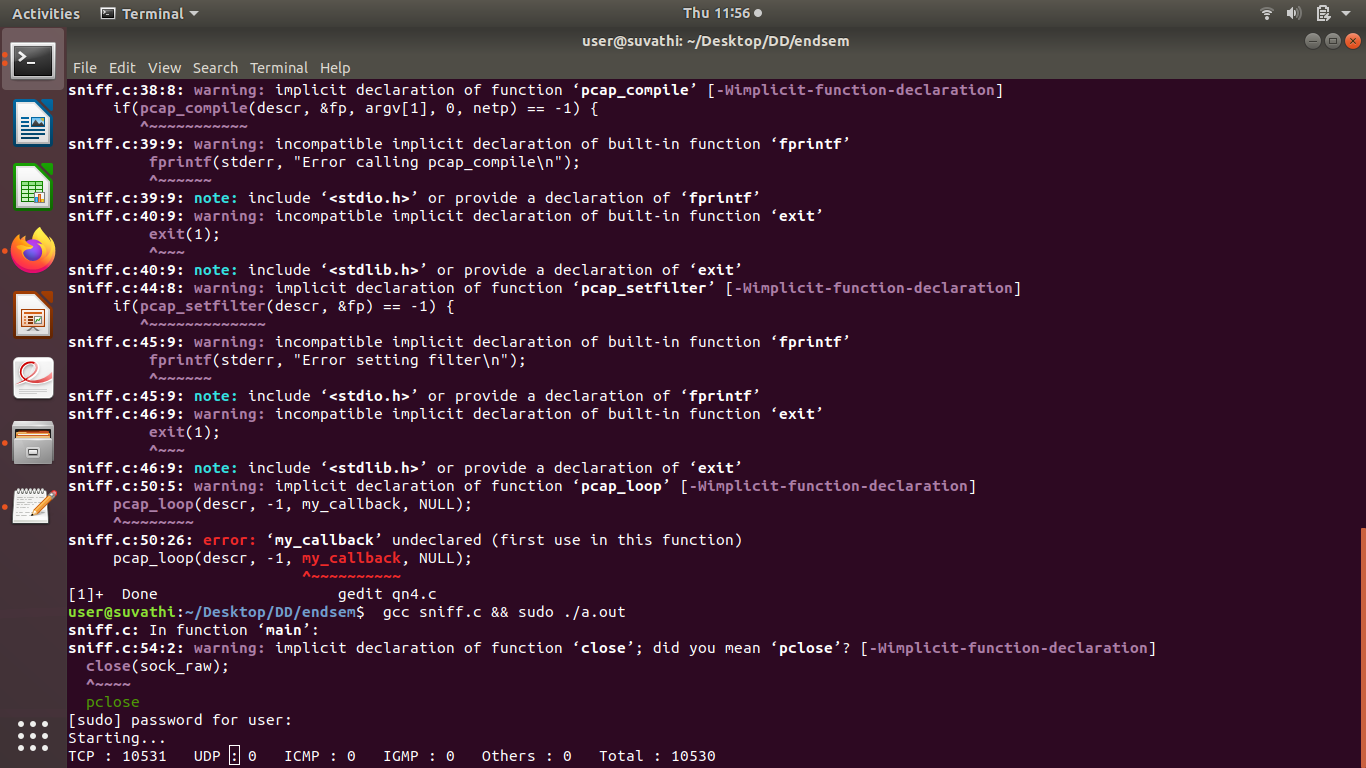 Activities Terminal Thu 11:56
user@suvathi: ~/Desktop/DD/endsem
File Edit View Search Terminal Help
sniff.c:38:8: warning: implicit declaration of function ‘pcap_compile’ [-Wimplicit-function-declaration]
     if(pcap_compile(descr, &fp, argv[1], 0, netp) == -1) {
        ^~~~~~~~~~~~
sniff.c:39:9: warning: incompatible implicit declaration of built-in function ‘fprintf’
         fprintf(stderr, "Error calling pcap_compile\n");
         ^~~~~~~
sniff.c:39:9: note: include ‘<stdio.h>’ or provide a declaration of ‘fprintf’
sniff.c:40:9: warning: incompatible implicit declaration of built-in function ‘exit’
         exit(1);
         ^~~~
sniff.c:40:9: note: include ‘<stdlib.h>’ or provide a declaration of ‘exit’
sniff.c:44:8: warning: implicit declaration of function ‘pcap_setfilter’ [-Wimplicit-function-declaration]
     if(pcap_setfilter(descr, &fp) == -1) {
        ^~~~~~~~~~~~~~
sniff.c:45:9: warning: incompatible implicit declaration of built-in function ‘fprintf’
         fprintf(stderr, "Error setting filter\n");
         ^~~~~~~
sniff.c:45:9: note: include ‘<stdio.h>’ or provide a declaration of ‘fprintf’
sniff.c:46:9: warning: incompatible implicit declaration of built-in function ‘exit’
         exit(1);
         ^~~~
sniff.c:46:9: note: include ‘<stdlib.h>’ or provide a declaration of ‘exit’
sniff.c:50:5: warning: implicit declaration of function ‘pcap_loop’ [-Wimplicit-function-declaration]
     pcap_loop(descr, -1, my_callback, NULL);
     ^~~~~~~~~
sniff.c:50:26: error: ‘my_callback’ undeclared (first use in this function)
     pcap_loop(descr, -1, my_callback, NULL);
                          ^~~~~~~~~~~
[1]+  Done                    gedit qn4.c
user@suvathi:~/Desktop/DD/endsem$  gcc sniff.c && sudo ./a.out
sniff.c: In function ‘main’:
sniff.c:54:2: warning: implicit declaration of function ‘close’; did you mean ‘pclose’? [-Wimplicit-function-declaration]
  close(sock_raw);
  ^~~~~
  pclose
[sudo] password for user:
Starting...
TCP : 10531   UDP : 0   ICMP : 0   IGMP : 0   Others : 0   Total : 10530